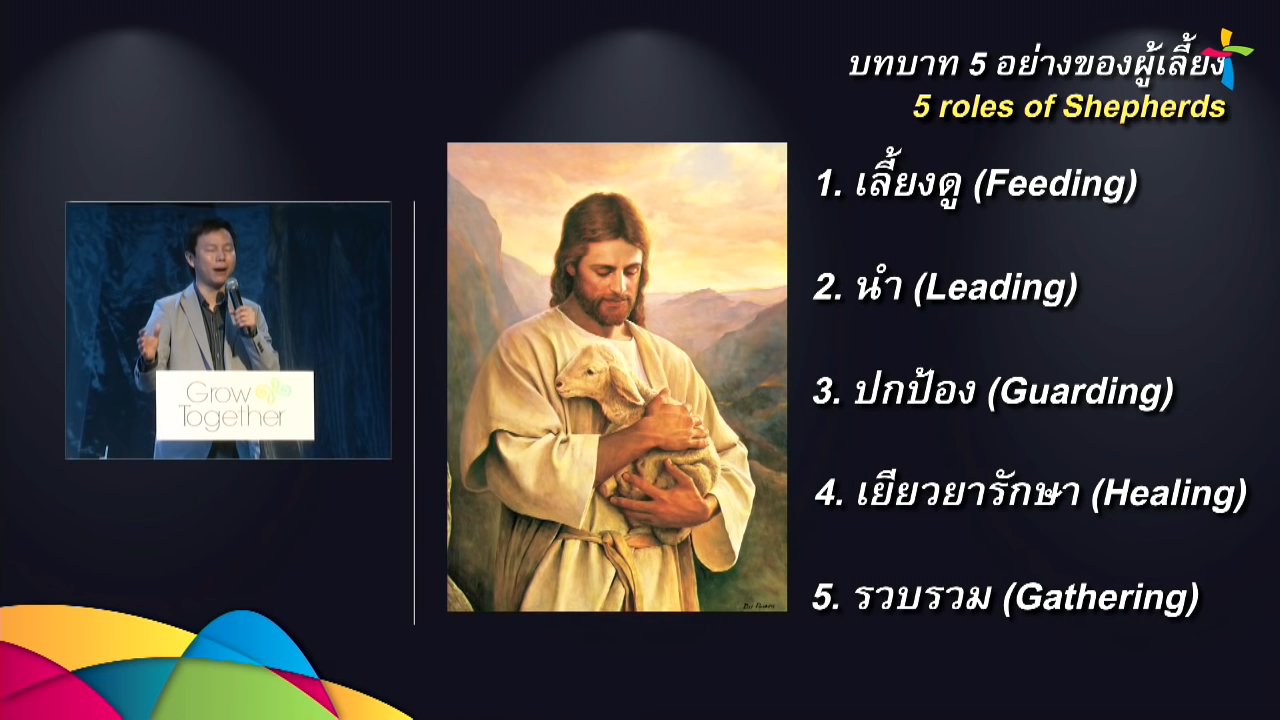 บทบาท 5 อย่างของผู้เลี้ยง
5 roles of Shepherds
1. เลี้ยงดู (Feeding)
2. นำ (Leading)
3. ปกป้อง (Guarding)
4. เยียวยารักษา (Healing)
5. รวบรวม (Gathering)
Grow
Together